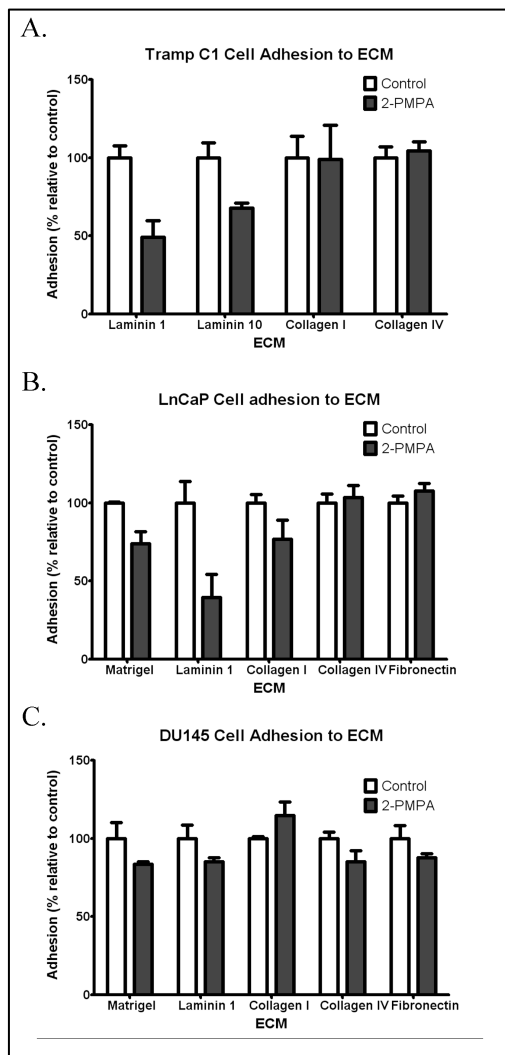 A.
Tramp C1 Cell Adhesion to ECM
Adhesion (% relative to control)
150
100
50
0
Control
2-PMPA
Laminin 1 Laminin 10 Collagen I Collagen IV
ECM
B.
LnCaP Cell adhesion to ECM
Adhesion (% relative to control)
150
100
50
0
Control
2-PMPA
Matrigel Laminin 1 Collagen I Collagen IV Fibronectin
ECM
C.
DU145 Cell Adhesion to ECM
Adhesion (% relative to control)
150
100
50
0
Control
2-PMPA
Matrigel Laminin 1 Collagen I Collagen IV Fibronectin
ECM